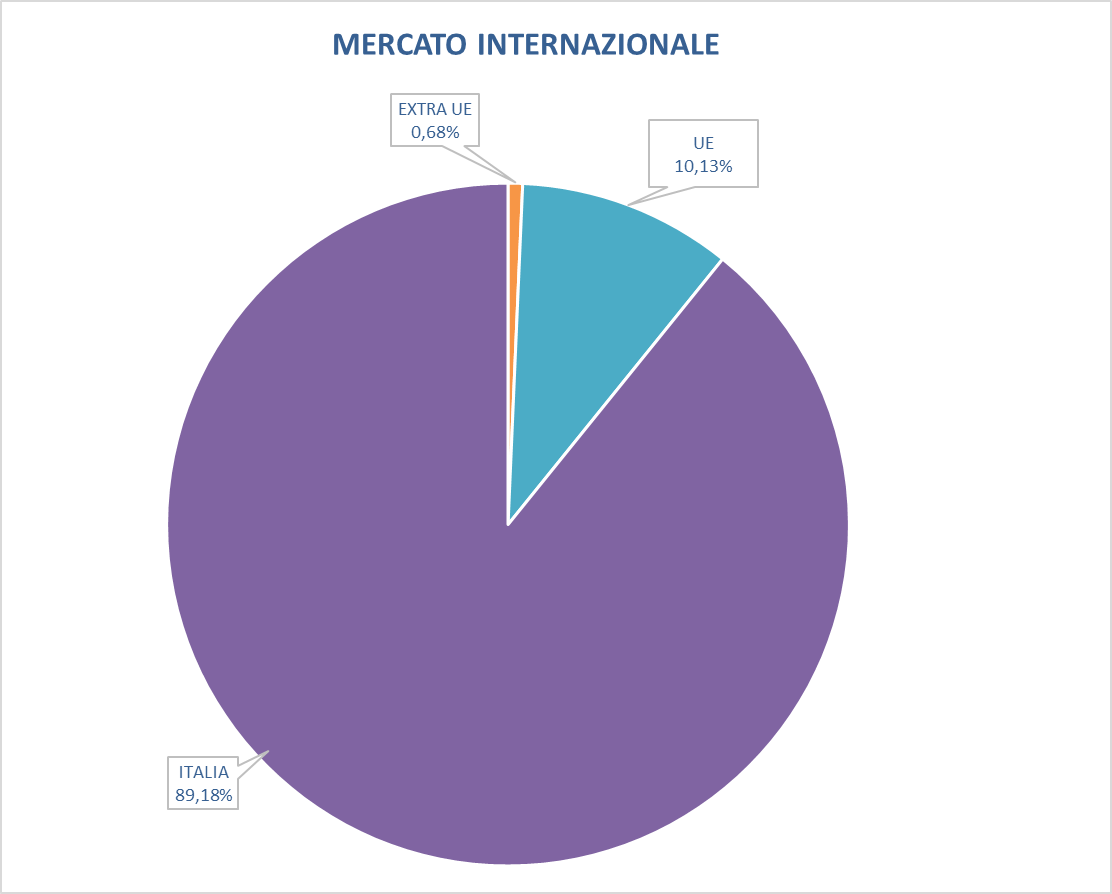 MERCATO INTERNAZIONALE
EXTRA UE
0,68%
UE
10,13%
ITALIA
89,18%